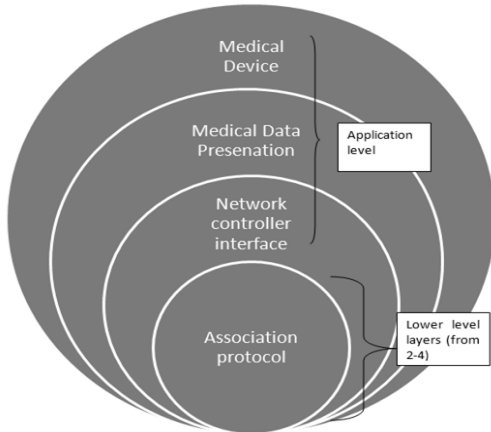 Medical
Device
Medical Data
Presenation
Application
level
Network
controller
interface
Lower level
layers (from
2-4)
Association
protocol